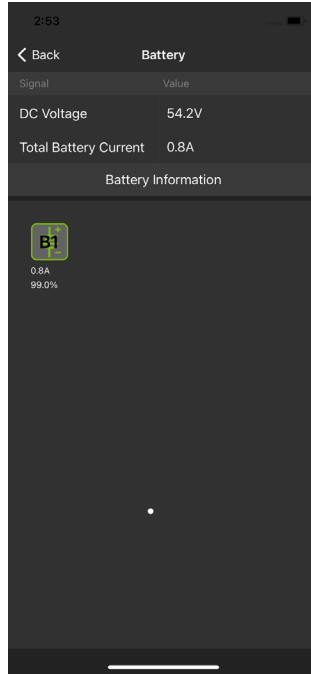 2:53
Back Battery
Signal Value
DC Voltage 54.2V
Total Battery Current 0.8A
Battery Information
B1
0.8A
99.0%